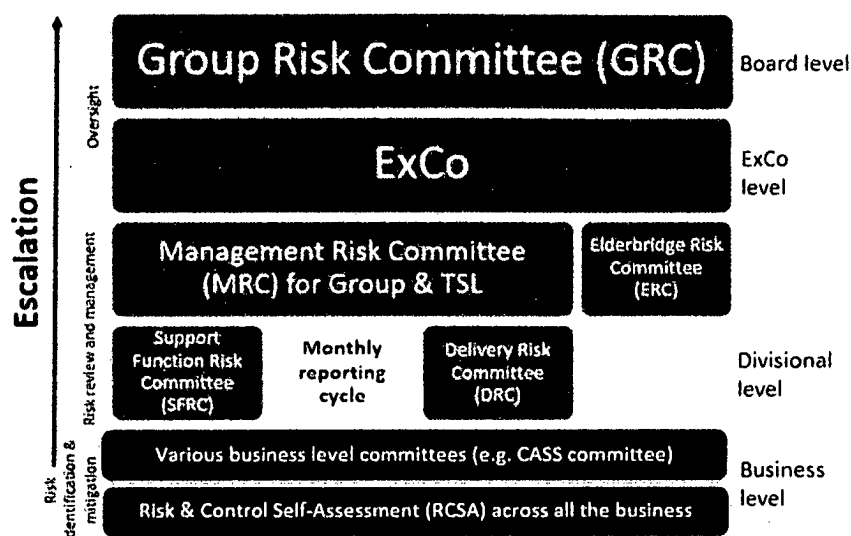 Group Risk Committee (GRC)
Board level
Oversight
ExCo
ExCo
level
Escalation
Management Risk Committee
(MRC) for Group & TSL
Elderbridge Risk
Committee
(ERC)
Risk review and management
Support
Function Risk
Committee
(SFRC)
Monthly
reporting
cycle
Delivery Risk
Committee
(DRC)
Divisional
level
Risk
dentification &
mitigation
Various business level committees (e.g. CASS committee)
Business
level
Risk & Control Self-Assessment (RCSA) across all the business